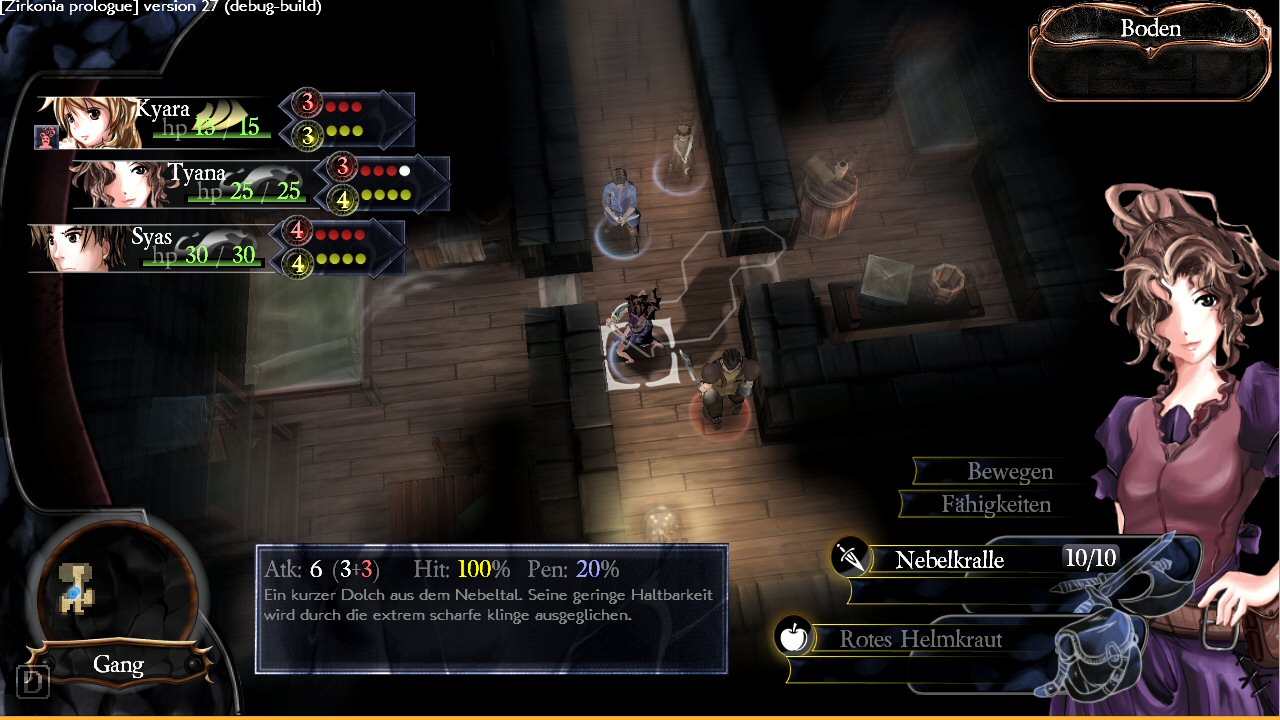 [Zirkonia prologue] version 27 (debug-build)
Boden
Kyara
hp 15 / 15
3
3
Tyana
hp 25 / 25
3
4
Syas
hp 30 / 30
4
4
Bewegen
Fähigkeiten
Nebelkralle 10/10
Rotes Helmkraut
Atk: 6 (3+3) Hit: 100% Pen: 20%
Ein kurzer Dolch aus dem Nebeltal. Seine geringe Haltbarkeit
wird durch die extrem scharfe klinge ausgeglichen.
Gang
D